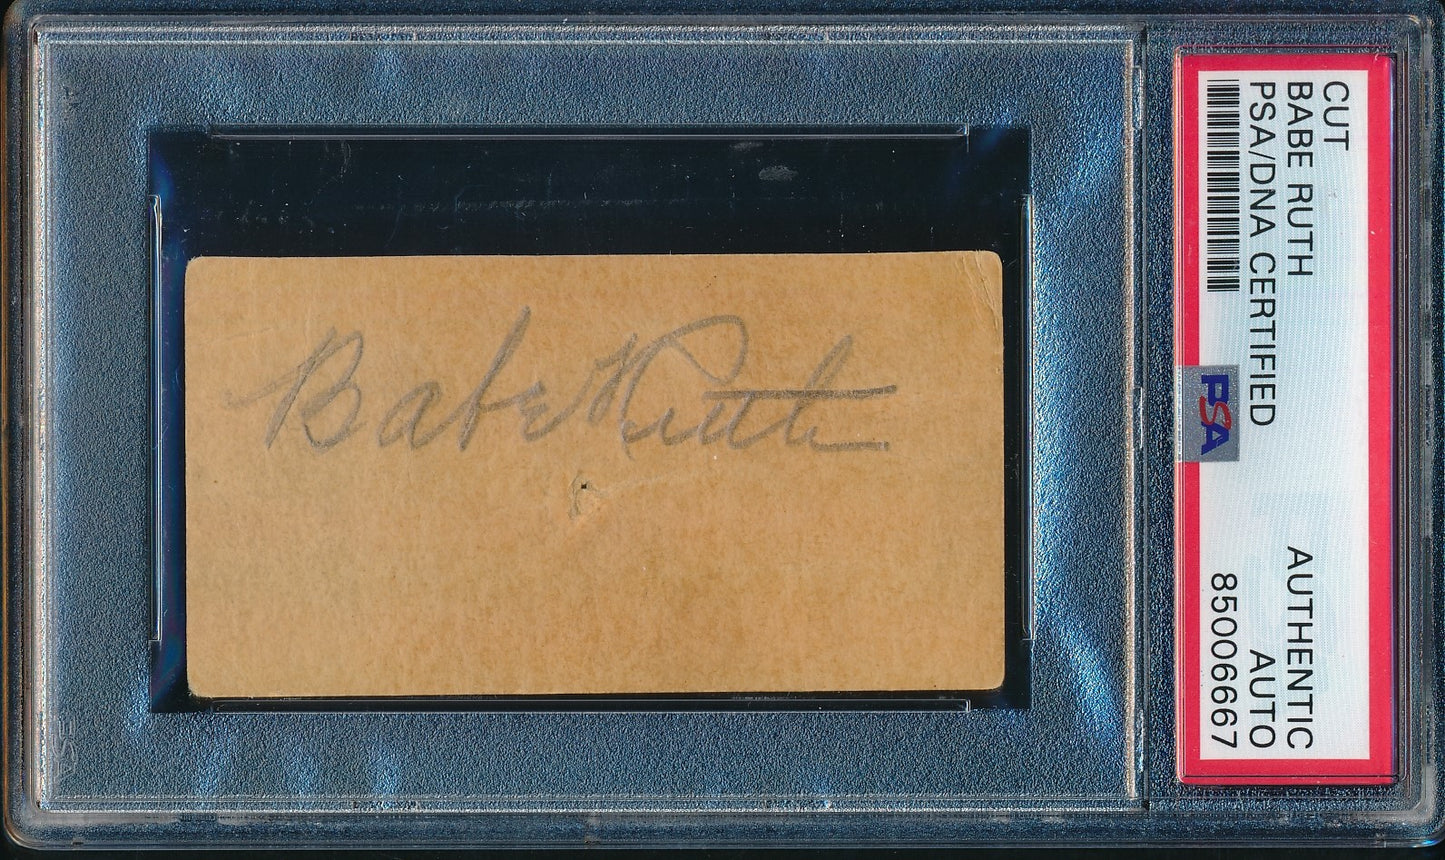 Babe Ruth
CUT
BABE RUTH
PSA/DNA CERTIFIED
AUTHENTIC
AUTO
85006667
PSA